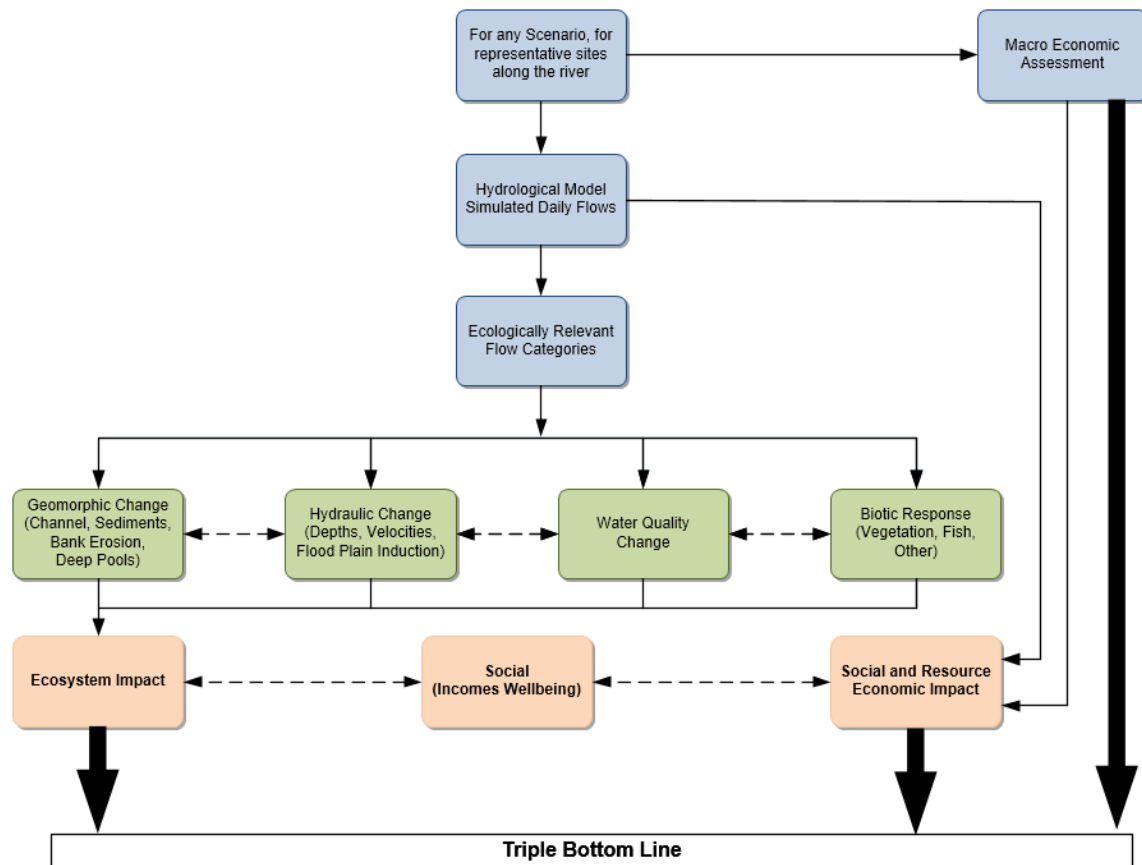 For any Scenario, for
representative sites
along the river
Macro Economic
Assessment
Hydrological Model
Simulated Daily Flows
Ecologically Relevant
Flow Categories
Geomorphic Change
(Channel, Sediments,
Bank Erosion,
Deep Pools)
Hydraulic Change
(Depths, Velocities,
Flood Plain Induction)
Water Quality
Change
Biotic Response
(Vegetation, Fish,
Other)
Ecosystem Impact
Social
(Incomes Wellbeing)
Social and Resource
Economic Impact
Triple Bottom Line